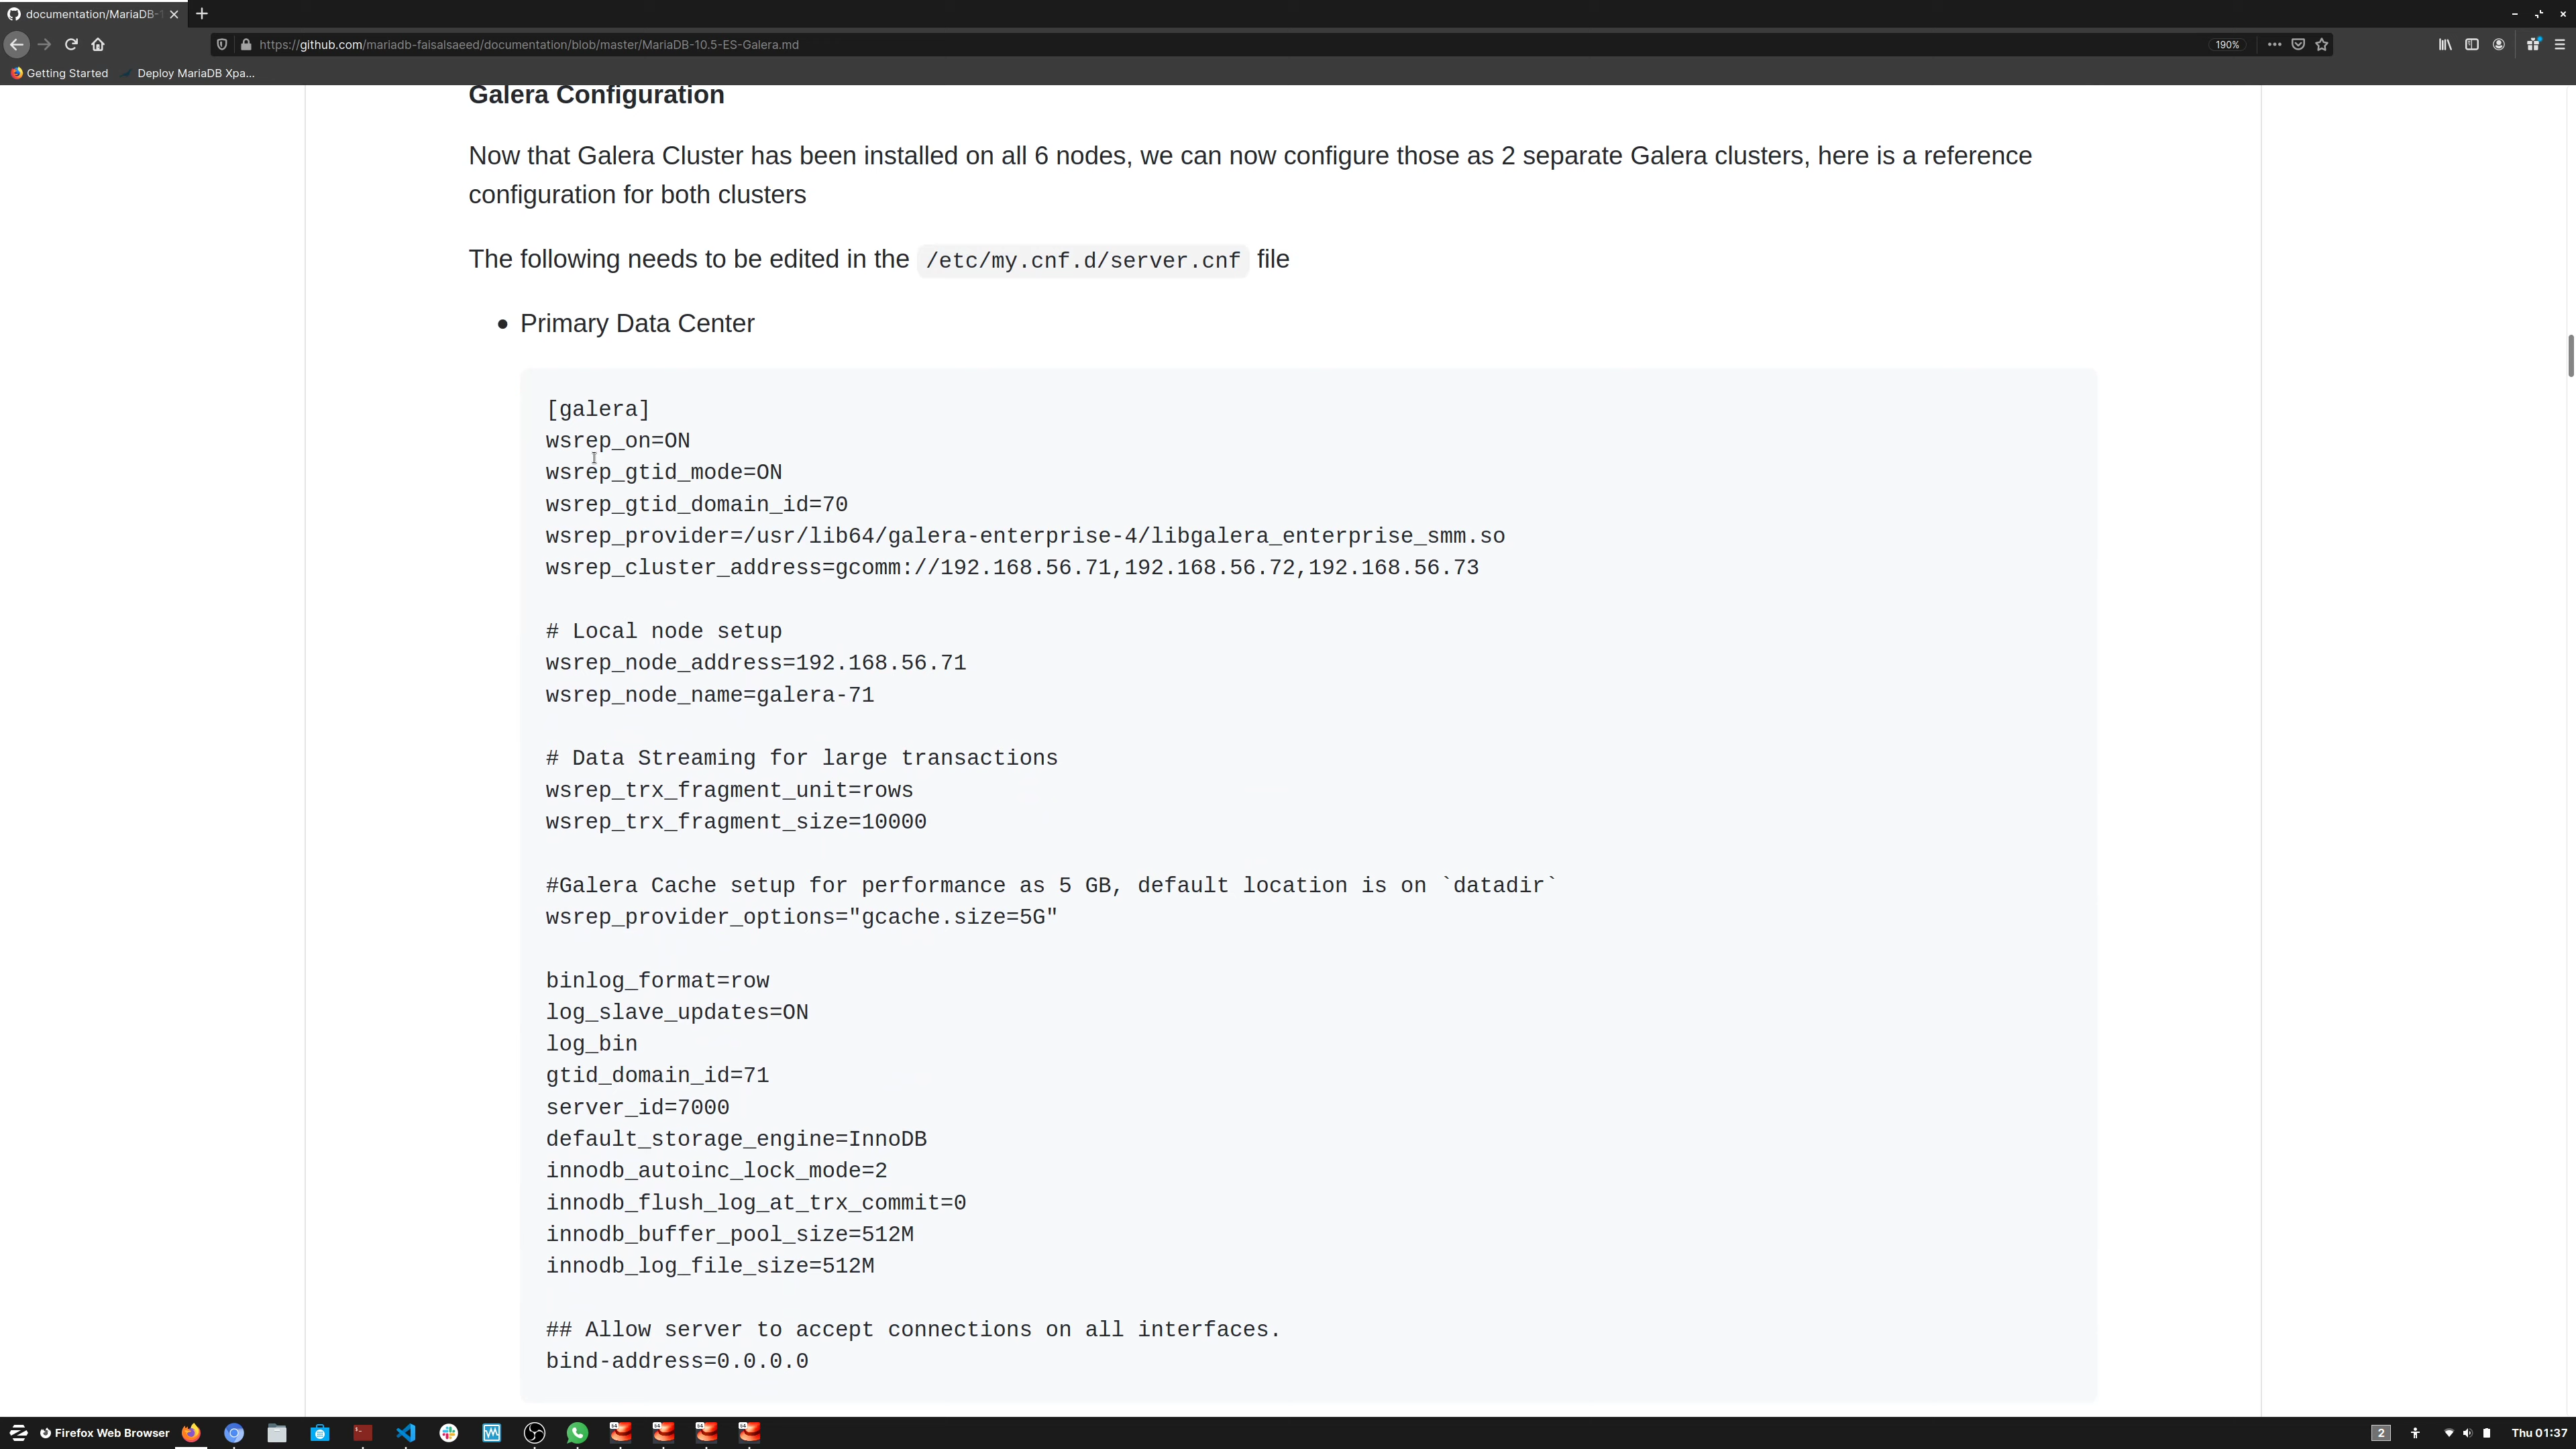 documentation/MariaDB-1
https://github.com/mariadb-faisalsaeed/documentation/blob/master/MariaDB-10.5-ES-Galera.md
190%
Getting Started
Deploy MariaDB Xpa...
Galera Configuration
Now that Galera Cluster has been installed on all 6 nodes, we can now configure those as 2 separate Galera clusters, here is a reference
configuration for both clusters
The following needs to be edited in the /etc/my.cnf.d/server.cnf file
• Primary Data Center
[galera]
wsrep_on=ON
wsrep_gtid_mode=ON
wsrep_gtid_domain_id=70
wsrep_provider=/usr/lib64/galera-enterprise-4/libgalera_enterprise_smm.so
wsrep_cluster_address=gcomm://192.168.56.71,192.168.56.72,192.168.56.73
# Local node setup
wsrep_node_address=192.168.56.71
wsrep_node_name=galera-71
# Data Streaming for large transactions
wsrep_trx_fragment_unit=rows
wsrep_trx_fragment_size=10000
#Galera Cache setup for performance as 5 GB, default location is on `datadir`
wsrep_provider_options="gcache.size=5G"
binlog_format=row
log_slave_updates=ON
log_bin
gtid_domain_id=71
server_id=7000
default_storage_engine=InnoDB
innodb_autoinc_lock_mode=2
innodb_flush_log_at_trx_commit=0
innodb_buffer_pool_size=512M
innodb_log_file_size=512M
## Allow server to accept connections on all interfaces.
bind-address=0.0.0.0
Firefox Web Browser
2
Thu 01:37